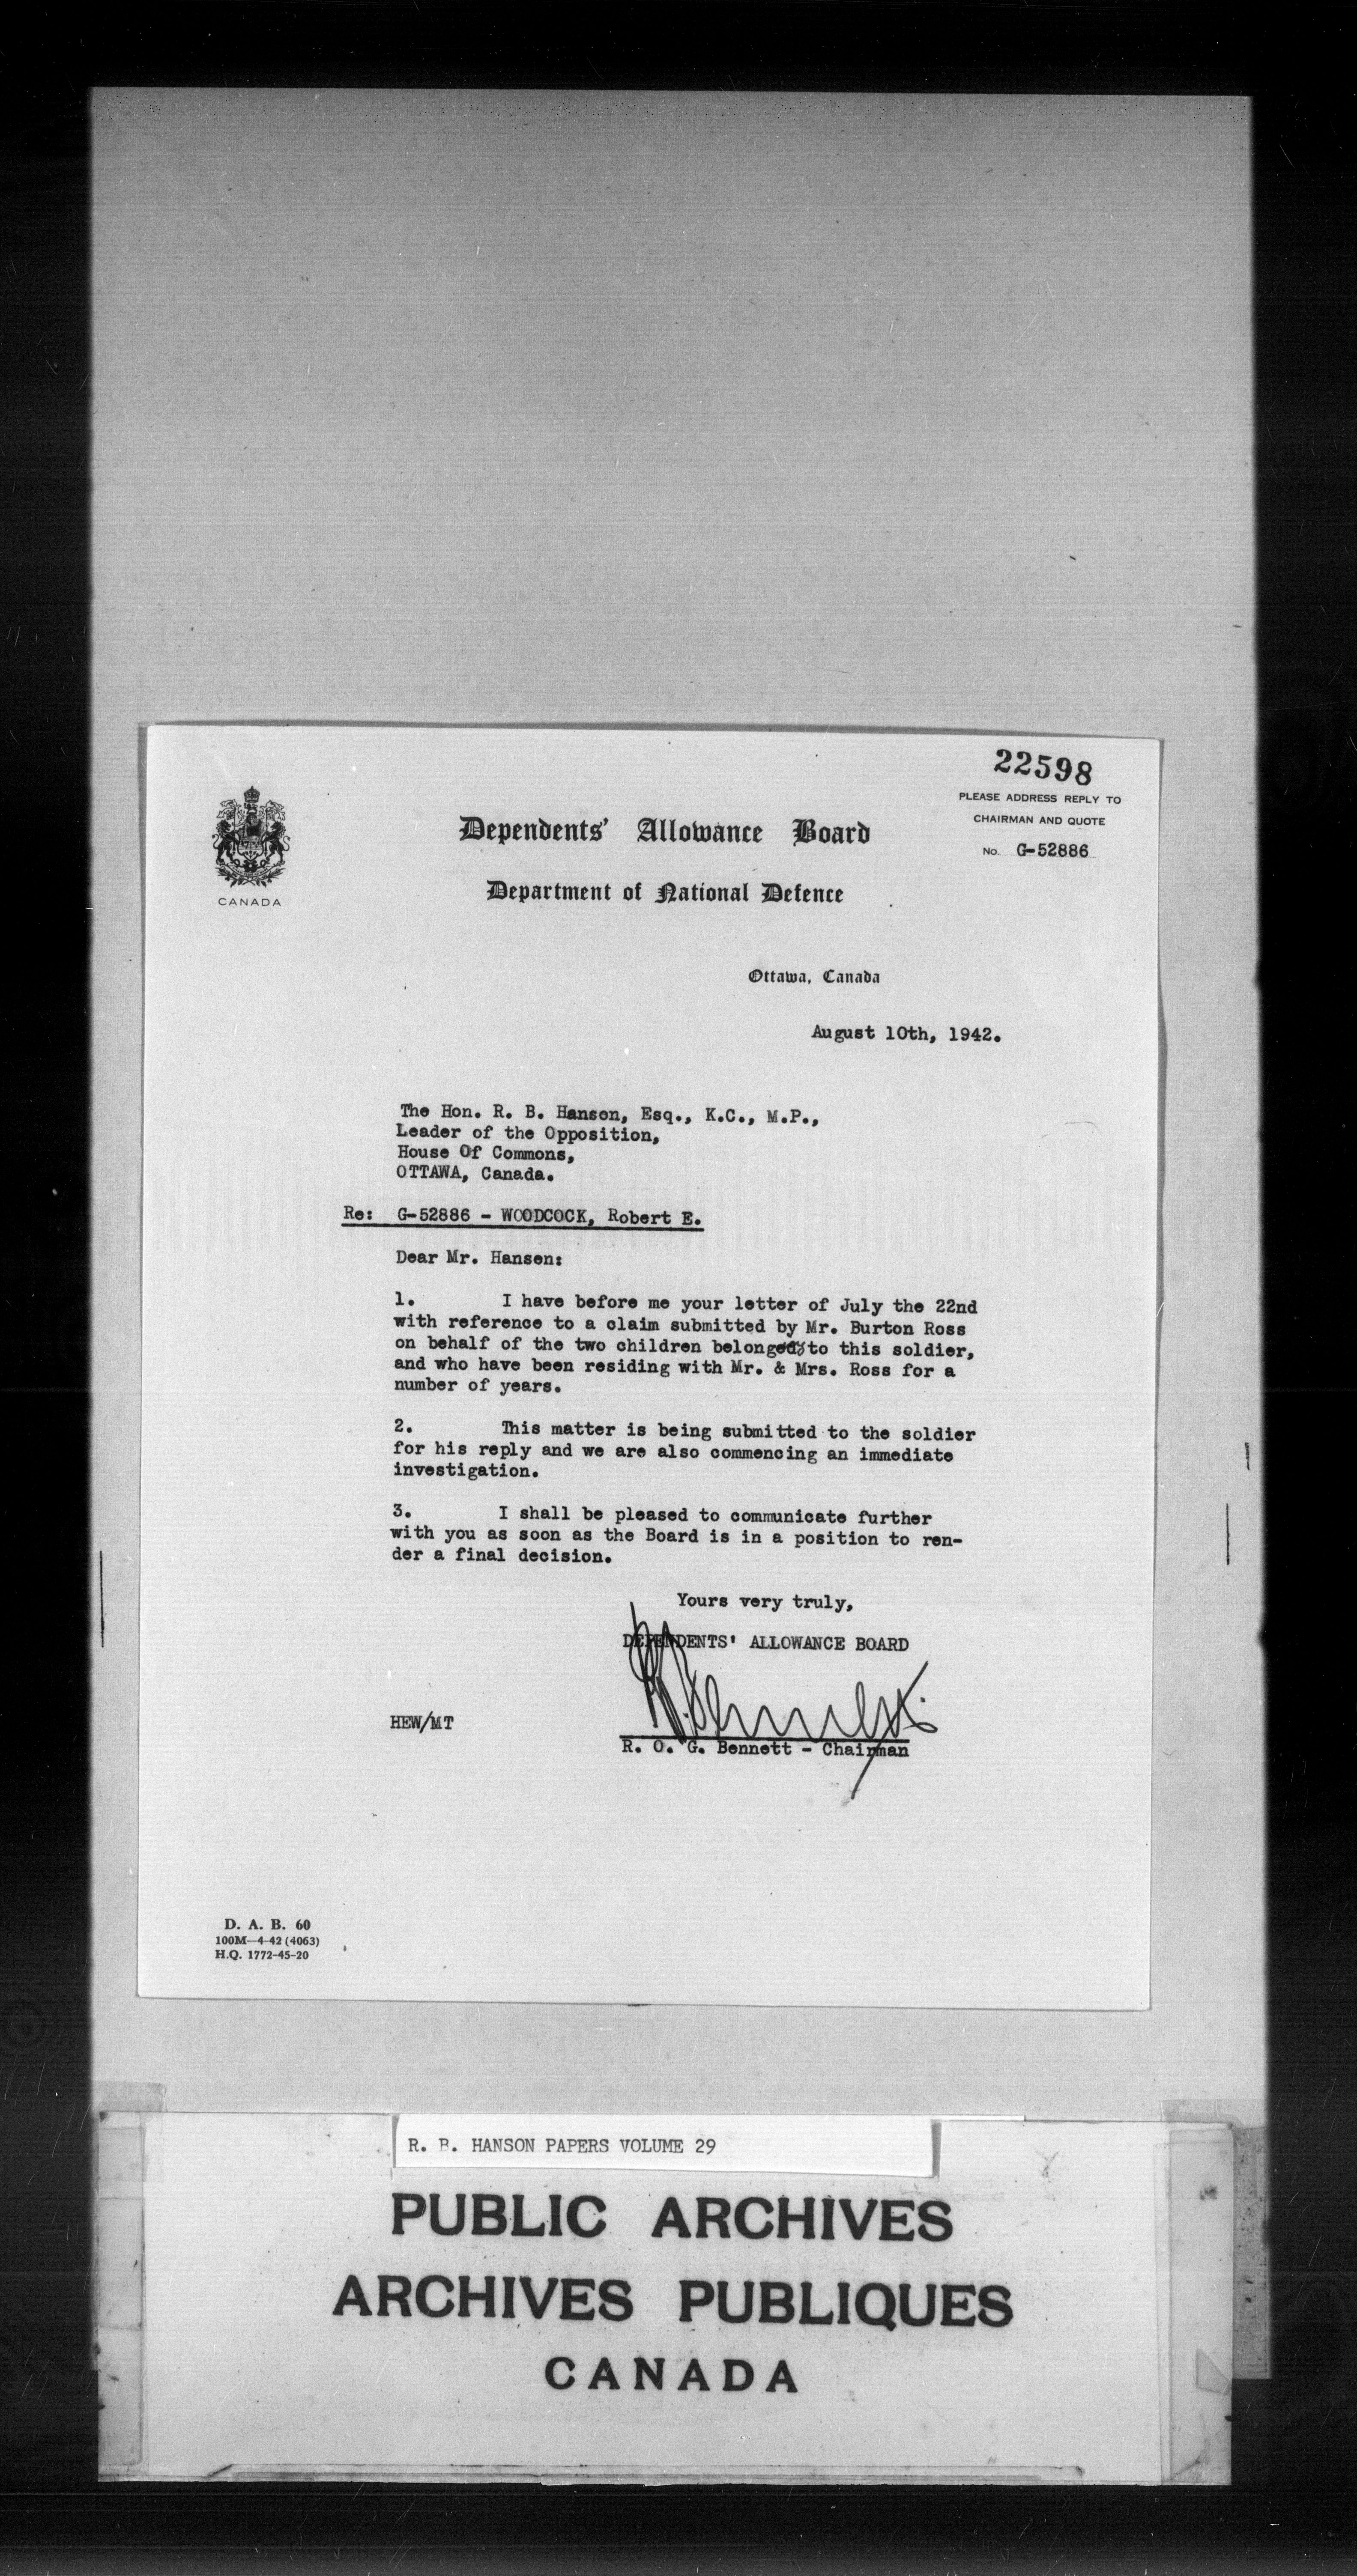 22598
PLEASE ADDRESS REPLY TO
CHAIRMAN AND QUOTE
No. G-52886
CANADA
Dependents' Allowance Board
Department of National Defence
Ottawa, Canada
August 10th, 1942.
The Hon. R. B. Hansen, Esq., K.C., M.P.,
Leader of the Opposition,
House Of Commons,
OTTAWA, Canada.
Re: G-52886 - WOODCOCK, Robert E.
Dear Mr. Hansen:
1. I have before me your letter of July the 22nd
with reference to a claim submitted by Mr. Burton Ross
on behalf of the two children belonging to this soldier,
and who have been residing with Mr. & Mrs. Ross for a
number of years.
2. This matter is being submitted to the soldier
for his reply and we are also commencing an immediate
investigation.
3. I shall be pleased to communicate further
with you as soon as the Board is in a position to ren-
der a final decision.
Yours very truly,
DEPENDENTS' ALLOWANCE BOARD
HEW/MT
R. O. G. Bennett - Chairman
D. A. B. 60
100M-4-42 (4063)
H.Q. 1772-45-20
R. B. HANSON PAPERS VOLUME 29
PUBLIC ARCHIVES
ARCHIVES PUBLIQUES
CANADA